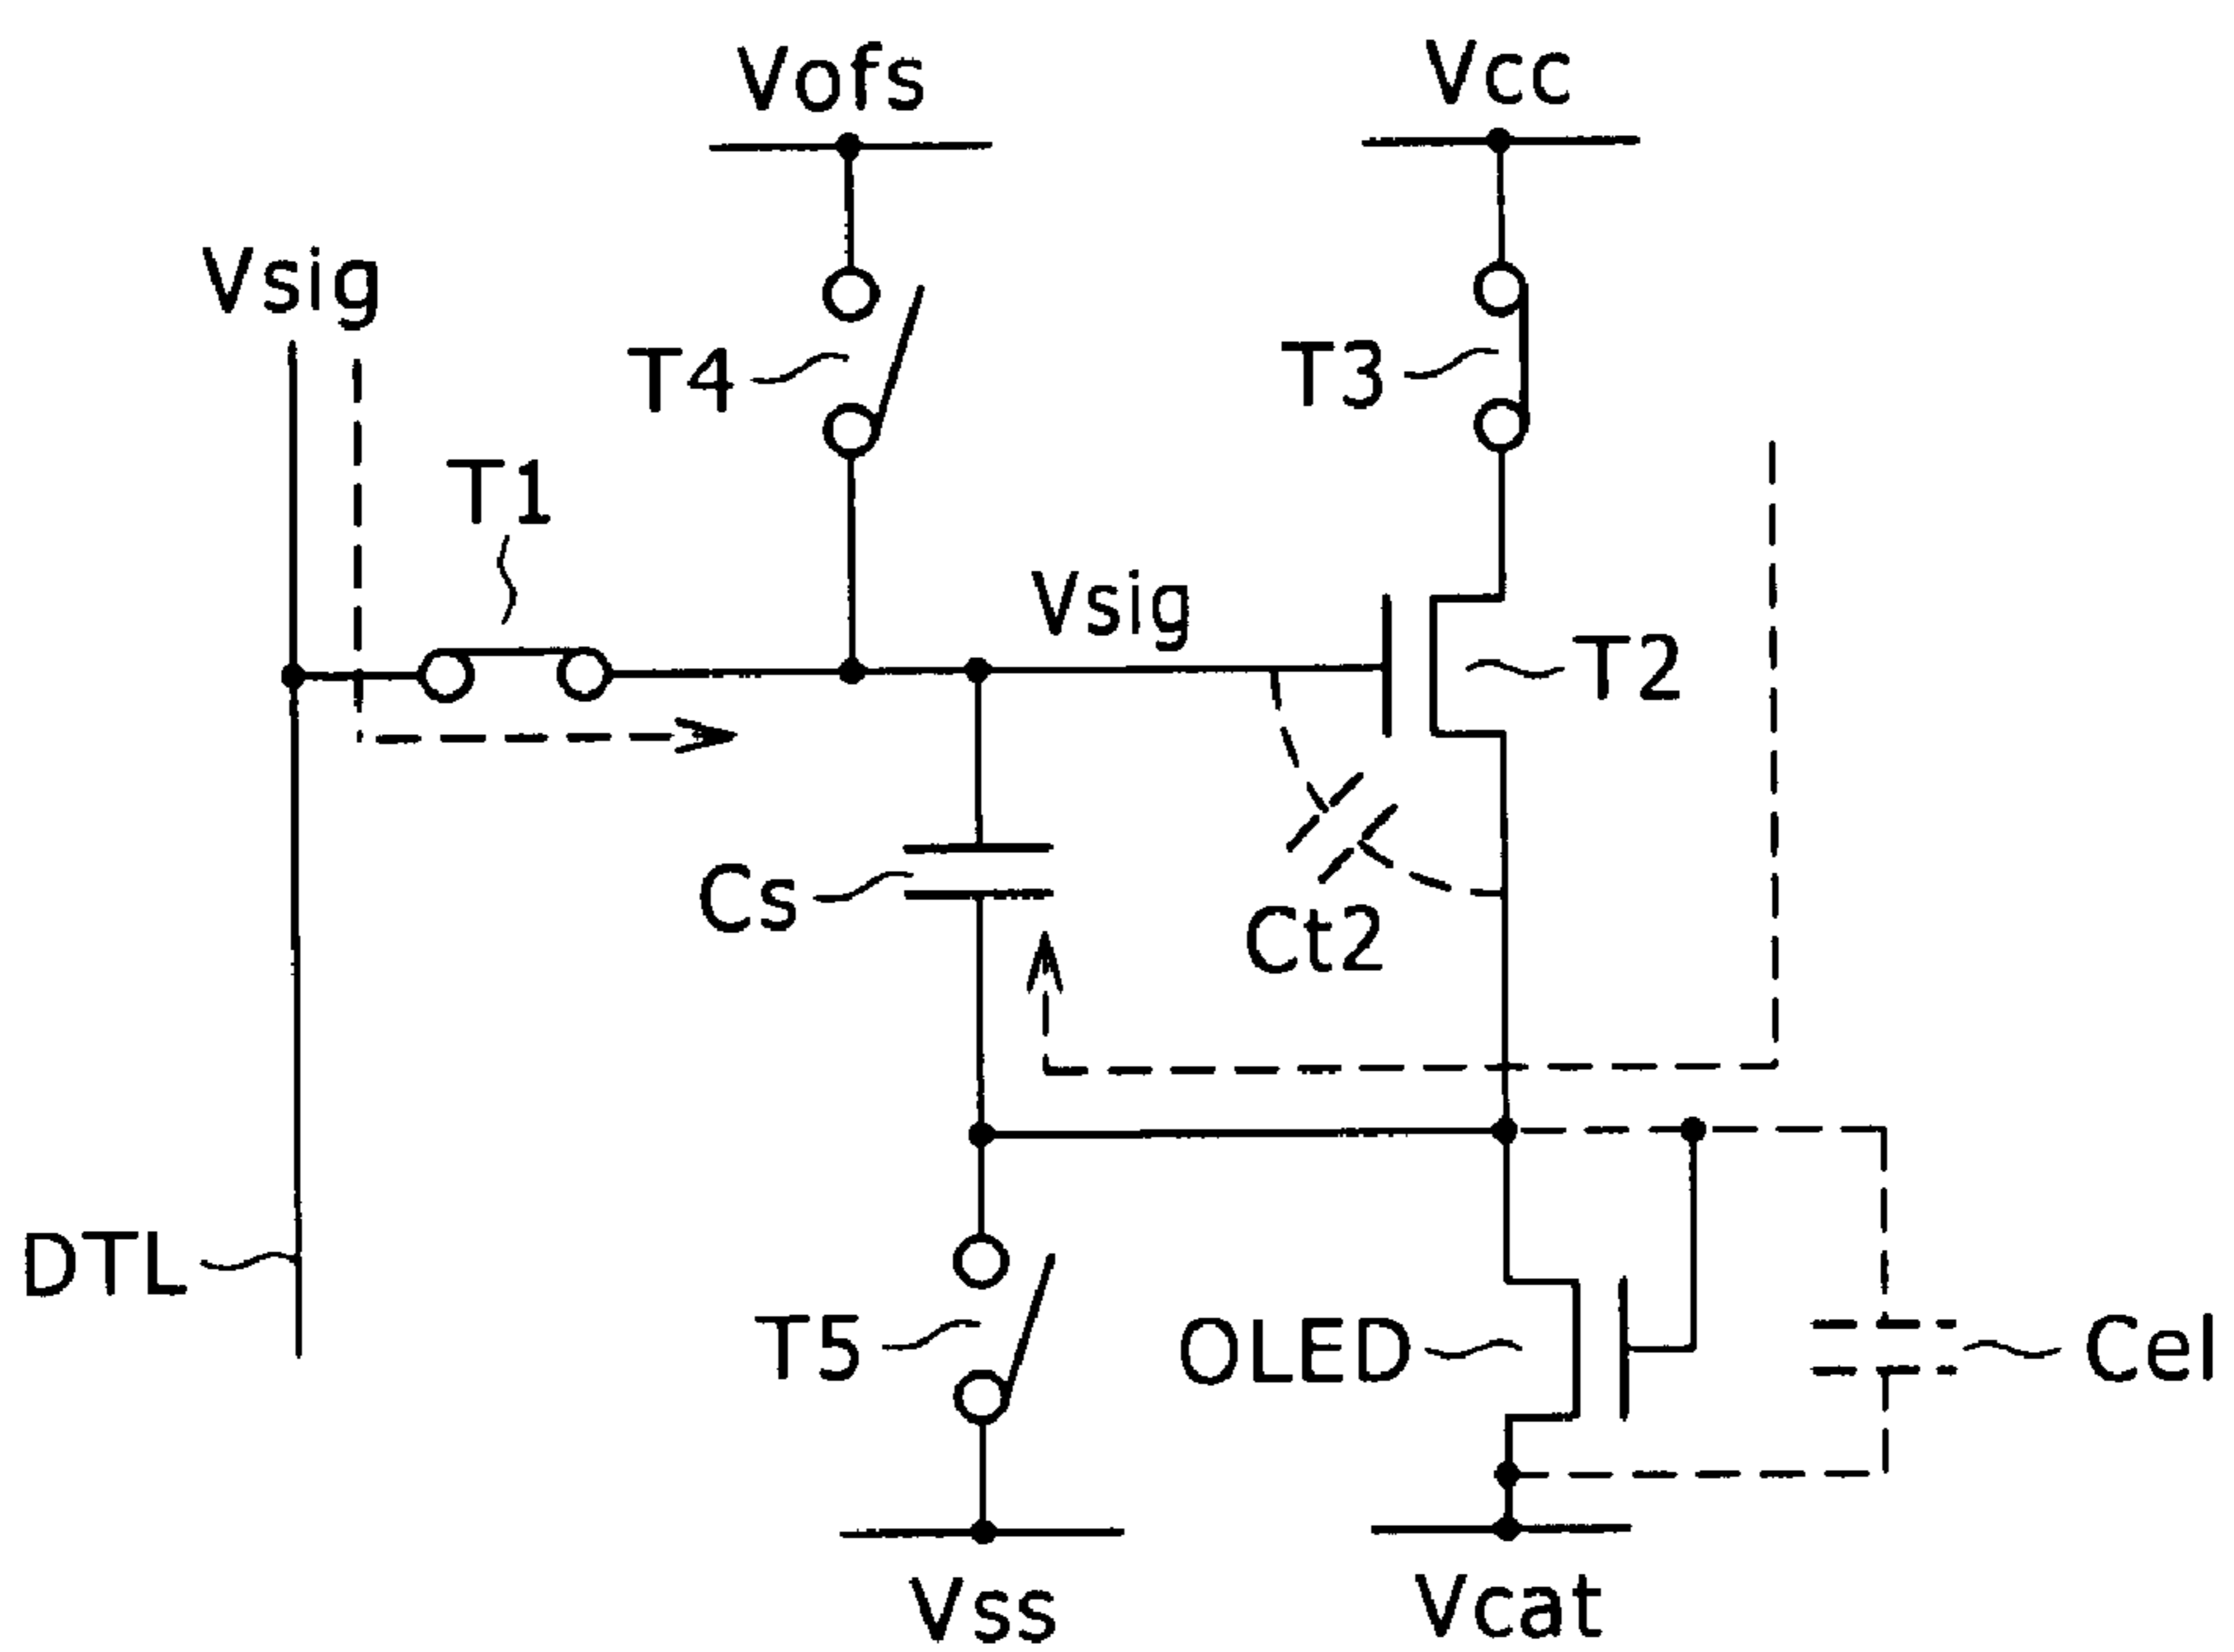 Vofs
Vcc
Vsig
T4
T3
T1
Vsig
T2
Cs
Ct2
DTL
T5
OLED
Cel
Vss
Vcat